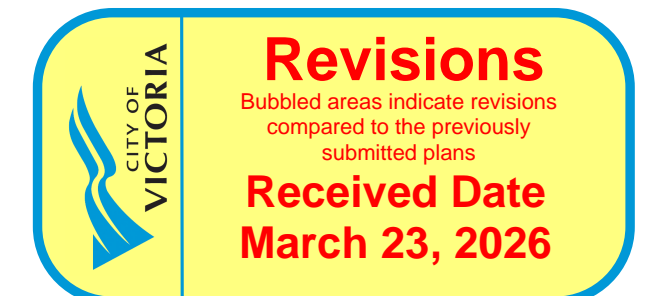 CITY OF
VICTORIA
Revisions
Bubbled areas indicate revisions
compared to the previously
submitted plans
Received Date
March 23, 2026